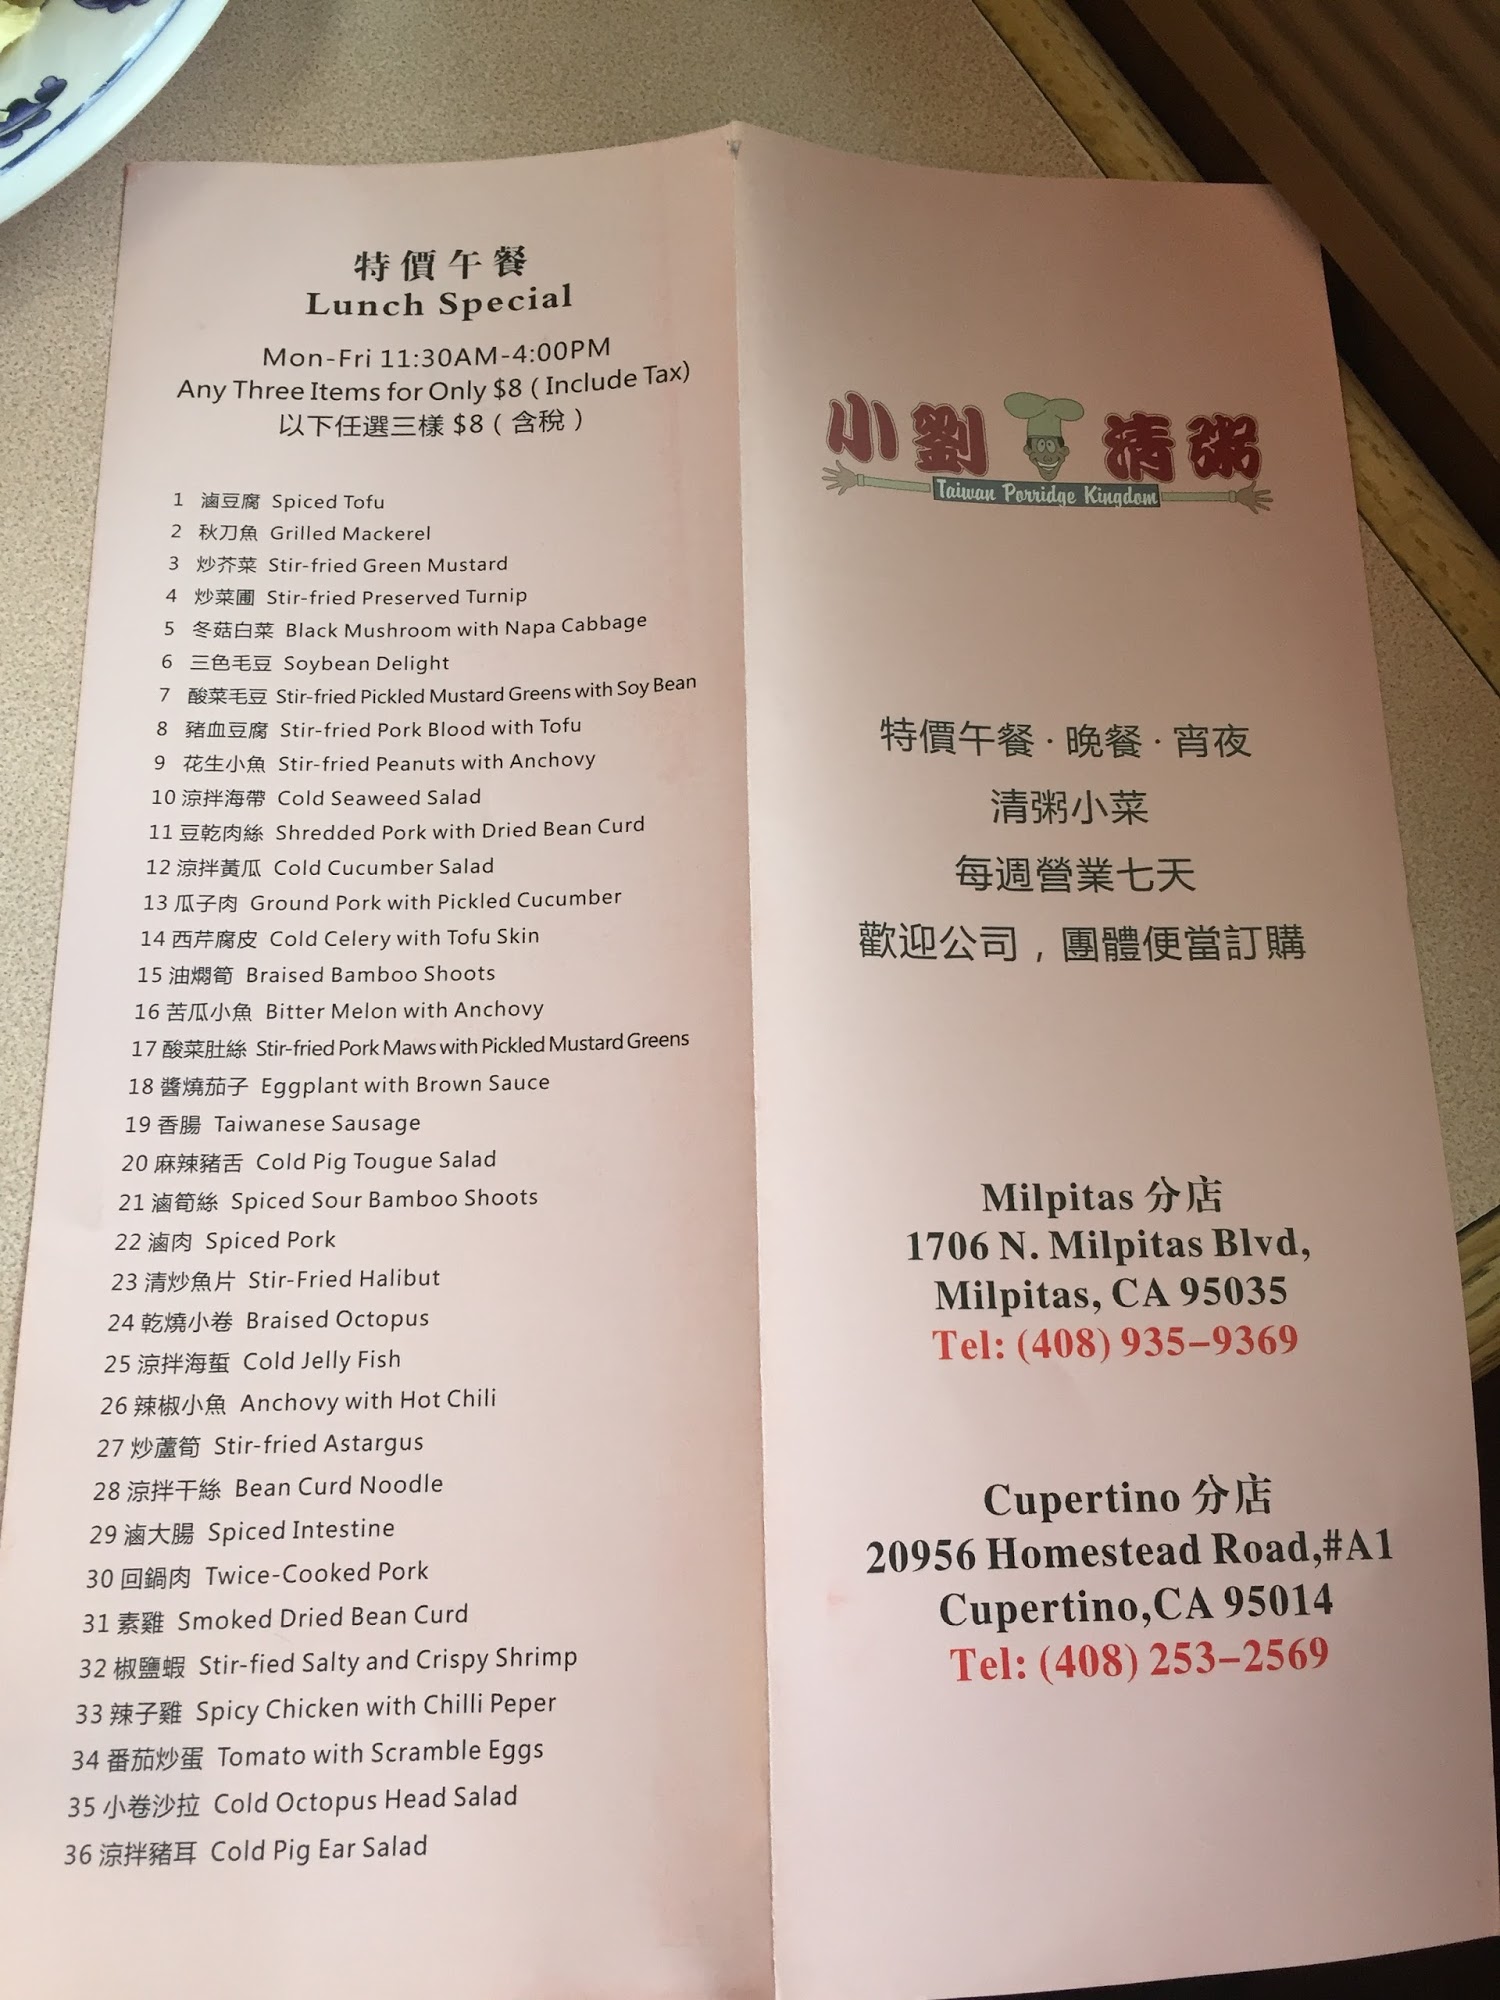 特價午餐
Lunch Special
Mon-Fri 11:30AM-4:00PM
Any Three Items for Only $8 ( Include Tax)
以下任選三樣 $8 ( 含稅 )
1 滷豆腐 Spiced Tofu
2 秋刀魚 Grilled Mackerel
3 炒芥菜 Stir-fried Green Mustard
4 炒菜圃 Stir-fried Preserved Turnip
5 冬菇白菜 Black Mushroom with Napa Cabbage
6 三色毛豆 Soybean Delight
7 酸菜毛豆 Stir-fried Pickled Mustard Greens with Soy Bean
8 豬血豆腐 Stir-fried Pork Blood with Tofu
9 花生小魚 Stir-fried Peanuts with Anchovy
10 涼拌海帶 Cold Seaweed Salad
11 豆乾肉絲 Shredded Pork with Dried Bean Curd
12 涼拌黃瓜 Cold Cucumber Salad
13 瓜子肉 Ground Pork with Pickled Cucumber
14 西芹腐皮 Cold Celery with Tofu Skin
15 油燜筍 Braised Bamboo Shoots
16 苦瓜小魚 Bitter Melon with Anchovy
17 酸菜肚絲 Stir-fried Pork Maws with Pickled Mustard Greens
18 醬燒茄子 Eggplant with Brown Sauce
19 香腸 Taiwanese Sausage
20 麻辣豬舌 Cold Pig Tougue Salad
21 滷筍絲 Spiced Sour Bamboo Shoots
22 滷肉 Spiced Pork
23 清炒魚片 Stir-Fried Halibut
24 乾燒小卷 Braised Octopus
25 涼拌海蜇 Cold Jelly Fish
26 辣椒小魚 Anchovy with Hot Chili
27 炒蘆筍 Stir-fried Astargus
28 涼拌干絲 Bean Curd Noodle
29 滷大腸 Spiced Intestine
30 回鍋肉 Twice-Cooked Pork
31 素雞 Smoked Dried Bean Curd
32 椒鹽蝦 Stir-fied Salty and Crispy Shrimp
33 辣子雞 Spicy Chicken with Chilli Peper
34 番茄炒蛋 Tomato with Scramble Eggs
35 小卷沙拉 Cold Octopus Head Salad
36 涼拌豬耳 Cold Pig Ear Salad
小劉清粥
Taiwan Porridge Kingdom
特價午餐 · 晚餐 · 宵夜
清粥小菜
每週營業七天
歡迎公司，團體便當訂購
Milpitas 分店
1706 N. Milpitas Blvd,
Milpitas, CA 95035
Tel: (408) 935-9369
Cupertino 分店
20956 Homestead Road,#A1
Cupertino,CA 95014
Tel: (408) 253-2569